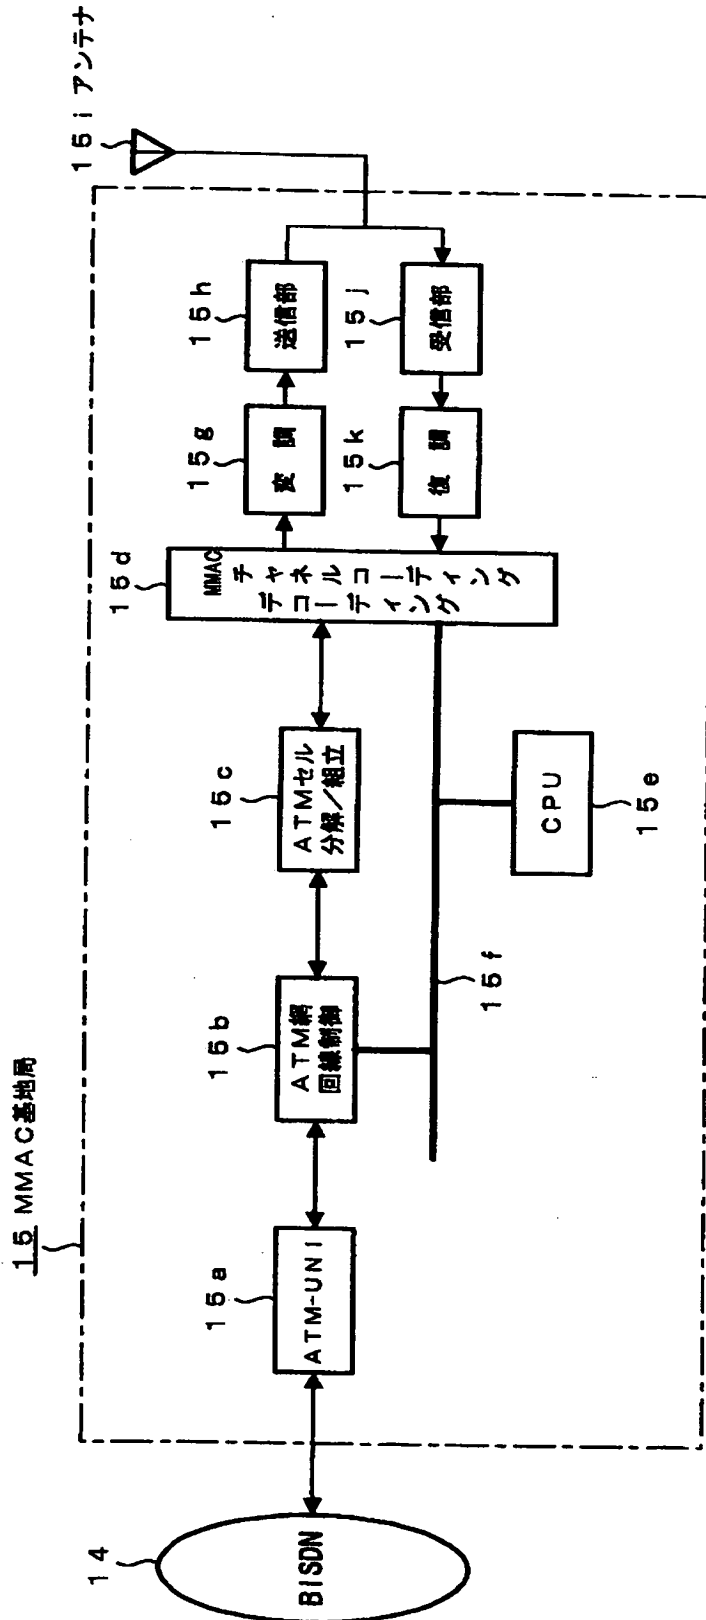 15 MMAC基地局
14
BISDN
15a
ATM-UNI
15b
ATM網
回線制御
15c
ATMセル
分解/組立
15d
MMAC
チャネルコーディング
デコーディング
15e
CPU
15f
15g
変調
15h
送信部
15i アンテナ
15j
受信部
15k
復調